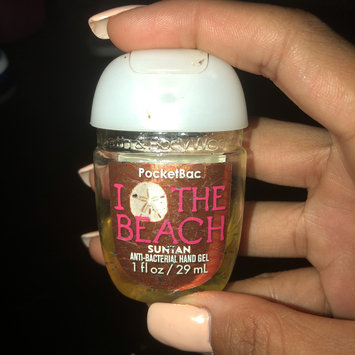 PocketBac
I THE
BEACH
SUNTAN
ANTI-BACTERIAL HAND GEL
1 fl oz / 29 mL